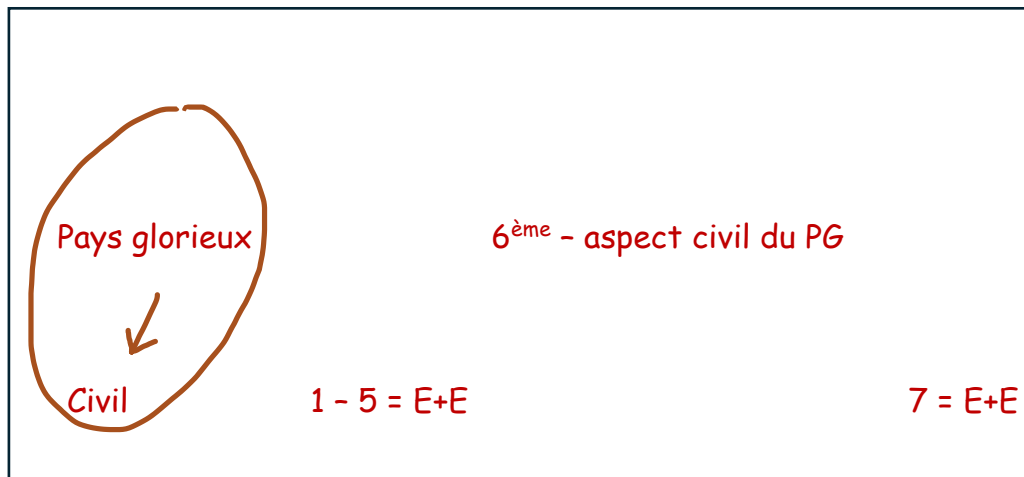 Pays glorieux 6ème – aspect civil du PG
Civil 1 – 5 = E+E 7 = E+E